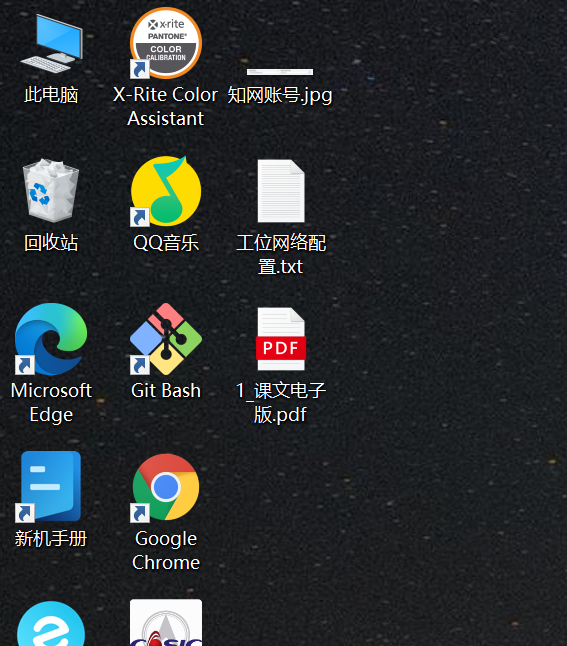 此电脑
x·rite
PANTONE®
COLOR
CALIBRATION
X-Rite Color
Assistant
知网账号.jpg
回收站
QQ音乐
工位网络配
置.txt
Microsoft
Edge
Git Bash
PDF
1_课文电子
版.pdf
新机手册
Google
Chrome
CASIC